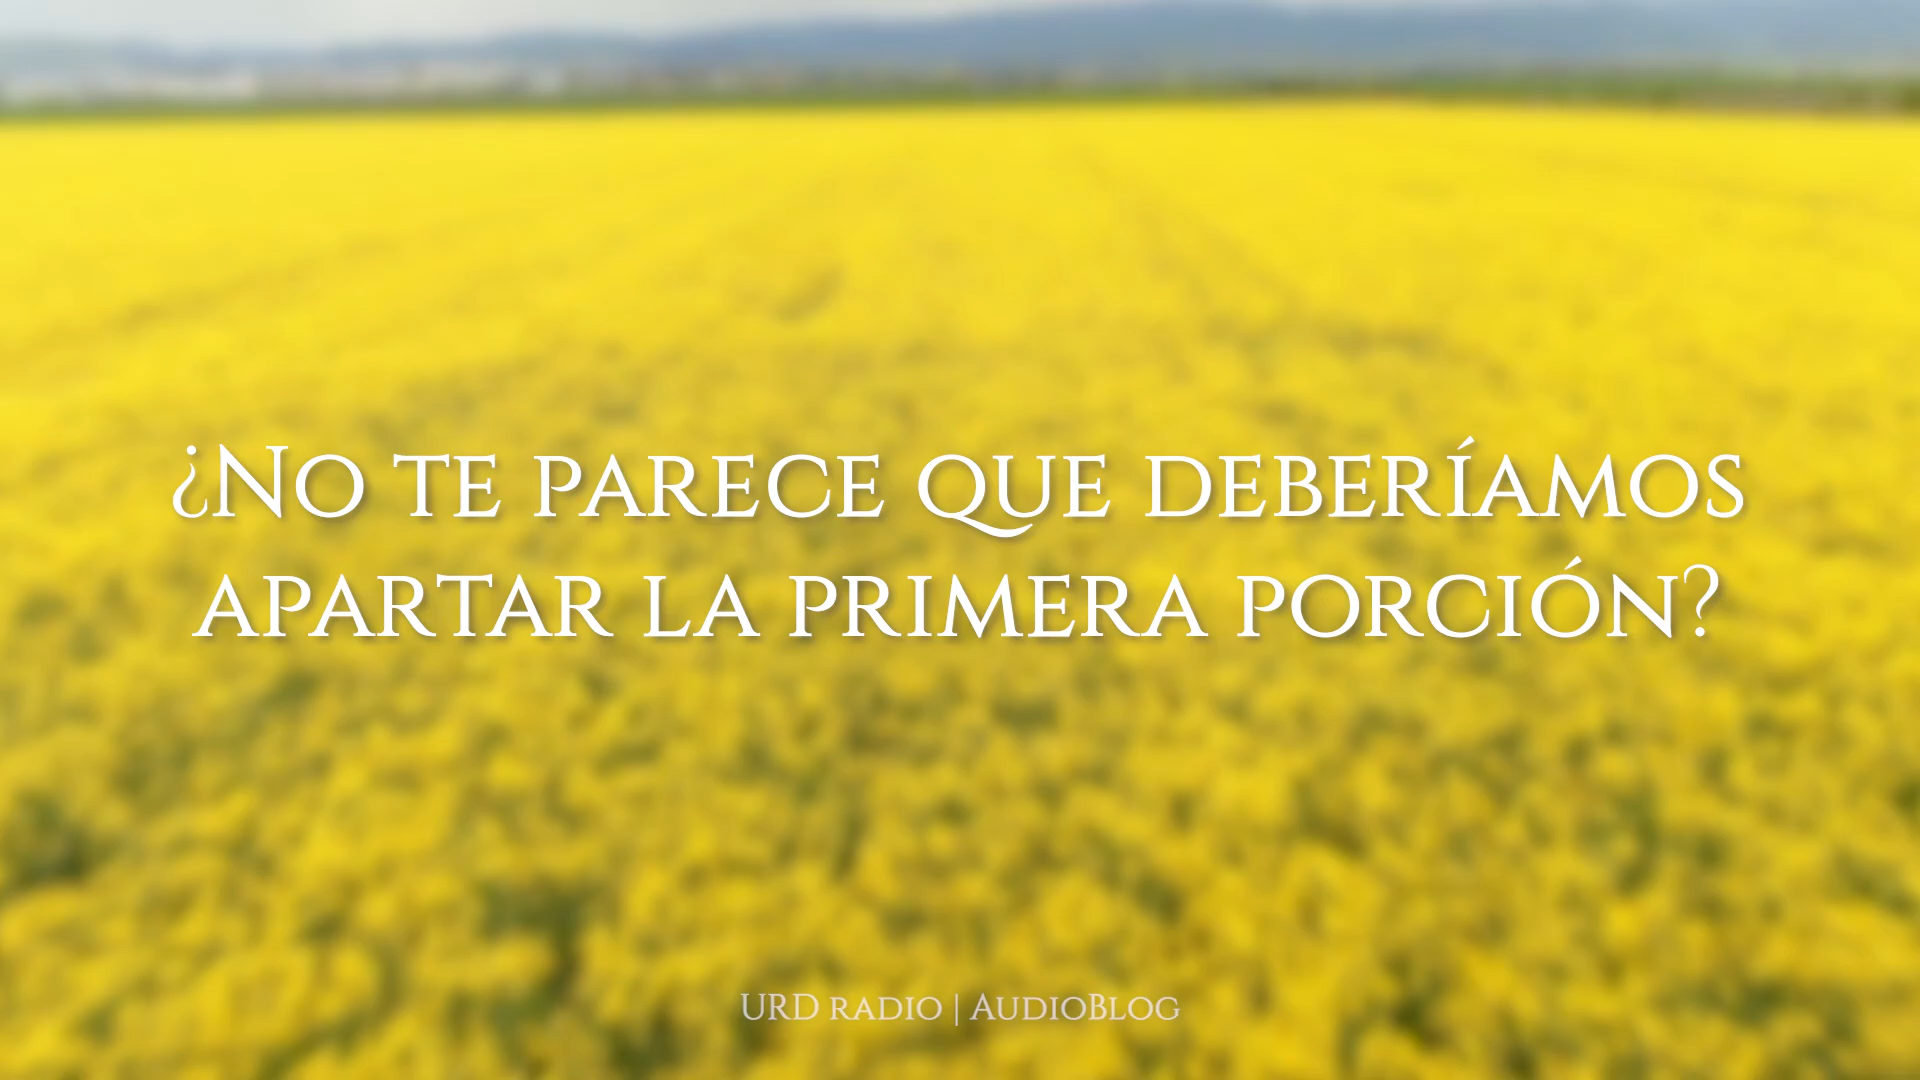 ¿No te parece que deberíamos
apartar la primera porción?
URD radio | AudioBlog